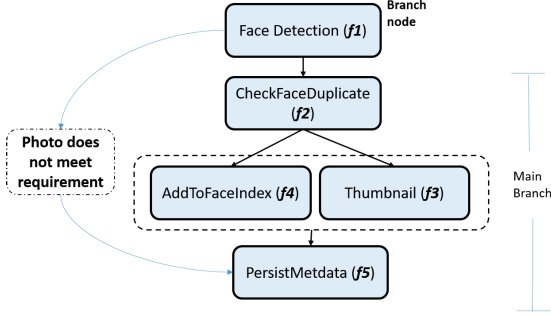 Branch
node
Face Detection (f1)
CheckFaceDuplicate
(f2)
Photo does
not meet
requirement
AddToFaceIndex (f4)
Thumbnail (f3)
Main
Branch
PersistMetdata (f5)